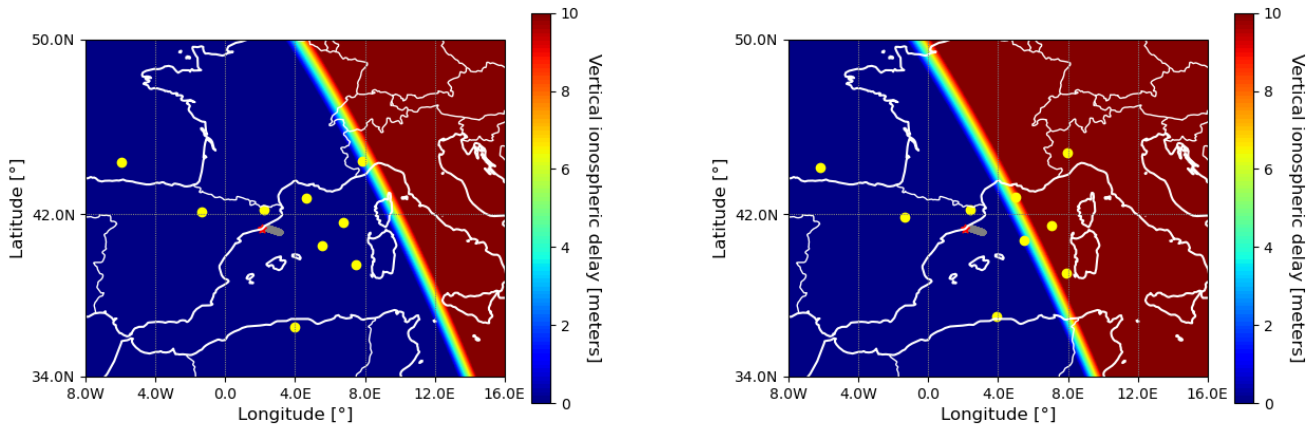 50.0N
42.0N
34.0N
8.0W 4.0W 0.0 4.0E 8.0E 12.0E 16.0E
Longitude [°]
Latitude [°]
10
8
6
4
2
0
Vertical ionospheric delay [meters]
50.0N
42.0N
34.0N
8.0W 4.0W 0.0 4.0E 8.0E 12.0E 16.0E
Longitude [°]
Latitude [°]
10
8
6
4
2
0
Vertical ionospheric delay [meters]